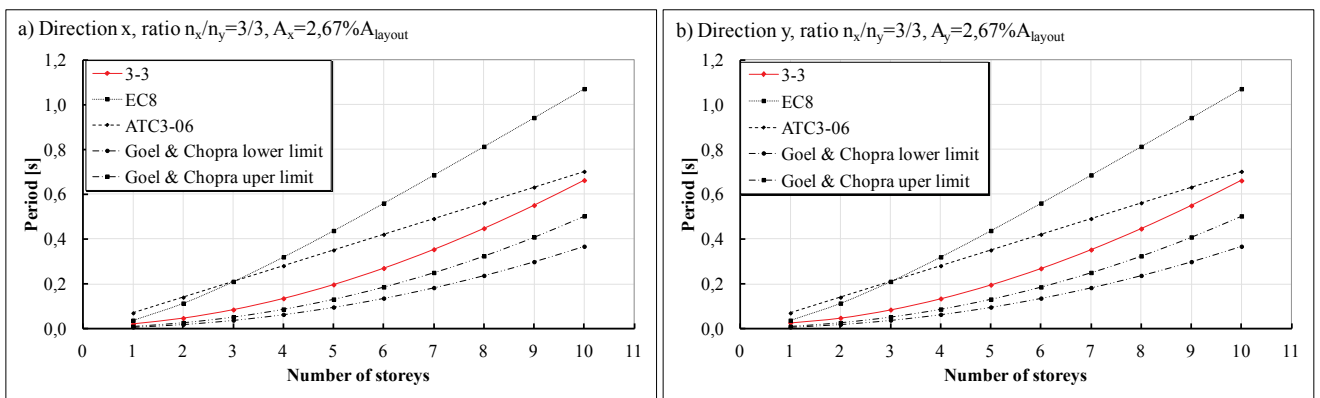 a) Direction x, ratio nx/ny=3/3, Ax=2,67%Alayout
1,2
1,0
0,8
0,6
0,4
0,2
0,0
Period [s]
3-3
EC8
ATC3-06
Goel & Chopra lower limit
Goel & Chopra uper limit
0 1 2 3 4 5 6 7 8 9 10 11
Number of storeys
b) Direction y, ratio nx/ny=3/3, Ay=2,67%Alayout
1,2
1,0
0,8
0,6
0,4
0,2
0,0
Period [s]
3-3
EC8
ATC3-06
Goel & Chopra lower limit
Goel & Chopra uper limit
0 1 2 3 4 5 6 7 8 9 10 11
Number of storeys